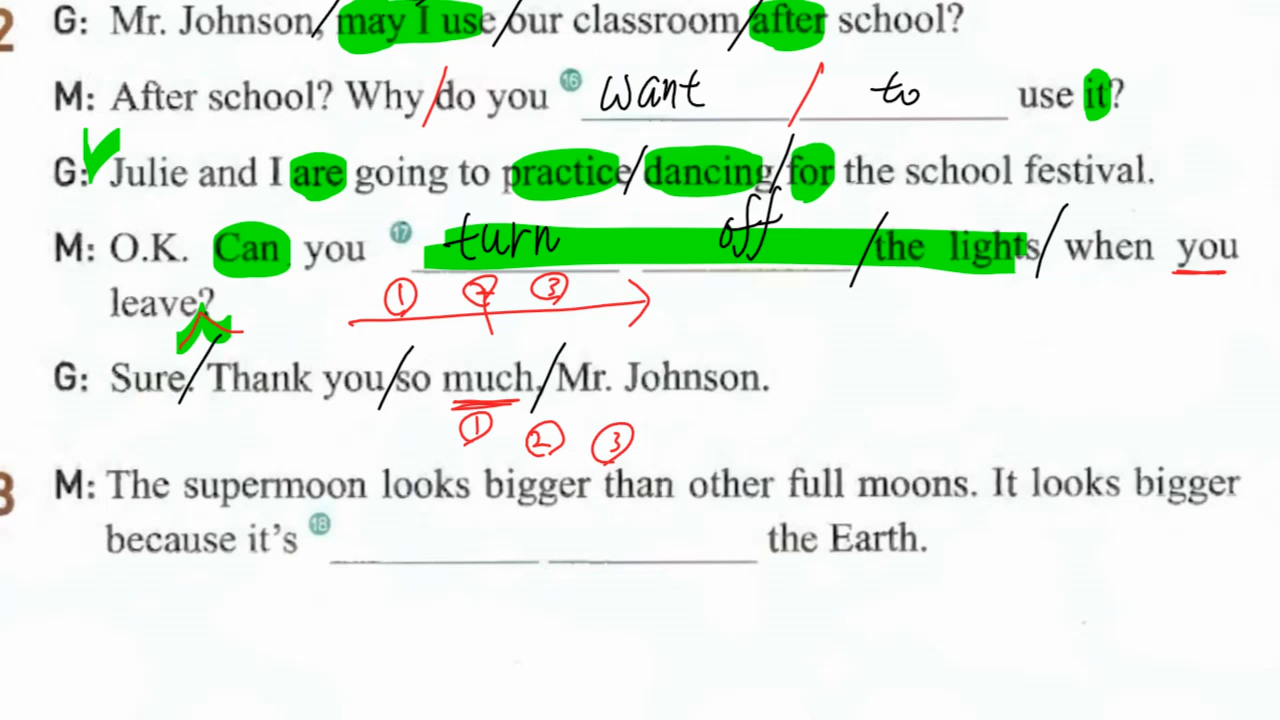 2 G: Mr. Johnson, may I use our classroom after school?
M: After school? Why do you 16 want to use it?
G: Julie and I are going to practice dancing for the school festival.
M: O.K. Can you 17 turn off the lights when you
leave?
① ② ③
G: Sure. Thank you so much, Mr. Johnson.
① ② ③
3 M: The supermoon looks bigger than other full moons. It looks bigger
because it's 18 the Earth.